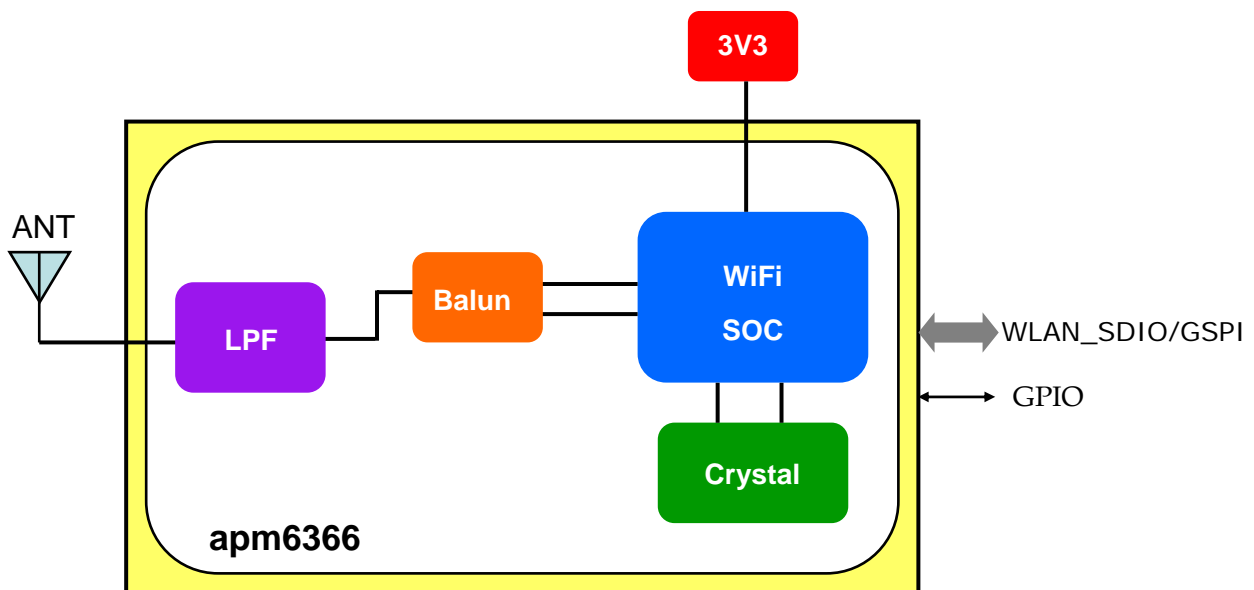 3V3
ANT
WiFi
SOC
Balun
LPF
WLAN_SDIO/GSPI
GPIO
Crystal
apm6366